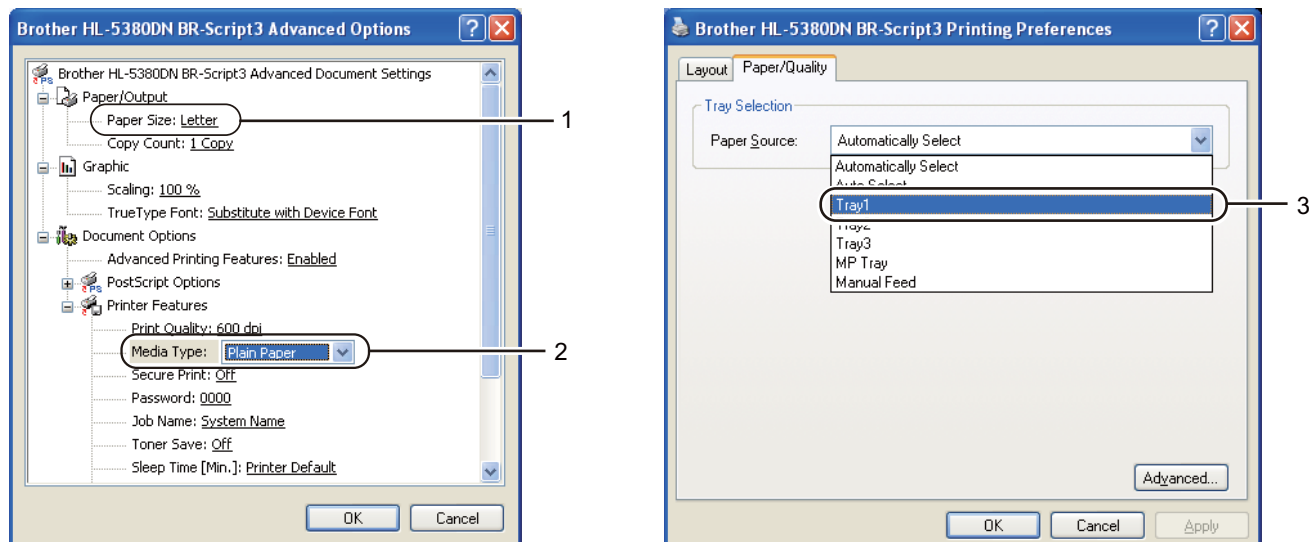 Brother HL-5380DN BR-Script3 Advanced Options
Brother HL-5380DN BR-Script3 Advanced Document Settings
Paper/Output
Paper Size: Letter
1
Copy Count: 1 Copy
Graphic
Scaling: 100 %
TrueType Font: Substitute with Device Font
Document Options
Advanced Printing Features: Enabled
PostScript Options
Printer Features
Print Quality: 600 dpi
Media Type: Plain Paper
2
Secure Print: Off
Password: 0000
Job Name: System Name
Toner Save: Off
Sleep Time [Min.]: Printer Default
OK Cancel
Brother HL-5380DN BR-Script3 Printing Preferences
Layout Paper/Quality
Tray Selection
Paper Source: Automatically Select
Automatically Select
Auto Select
Tray1
3
Tray2
Tray3
MP Tray
Manual Feed
Advanced...
OK Cancel Apply